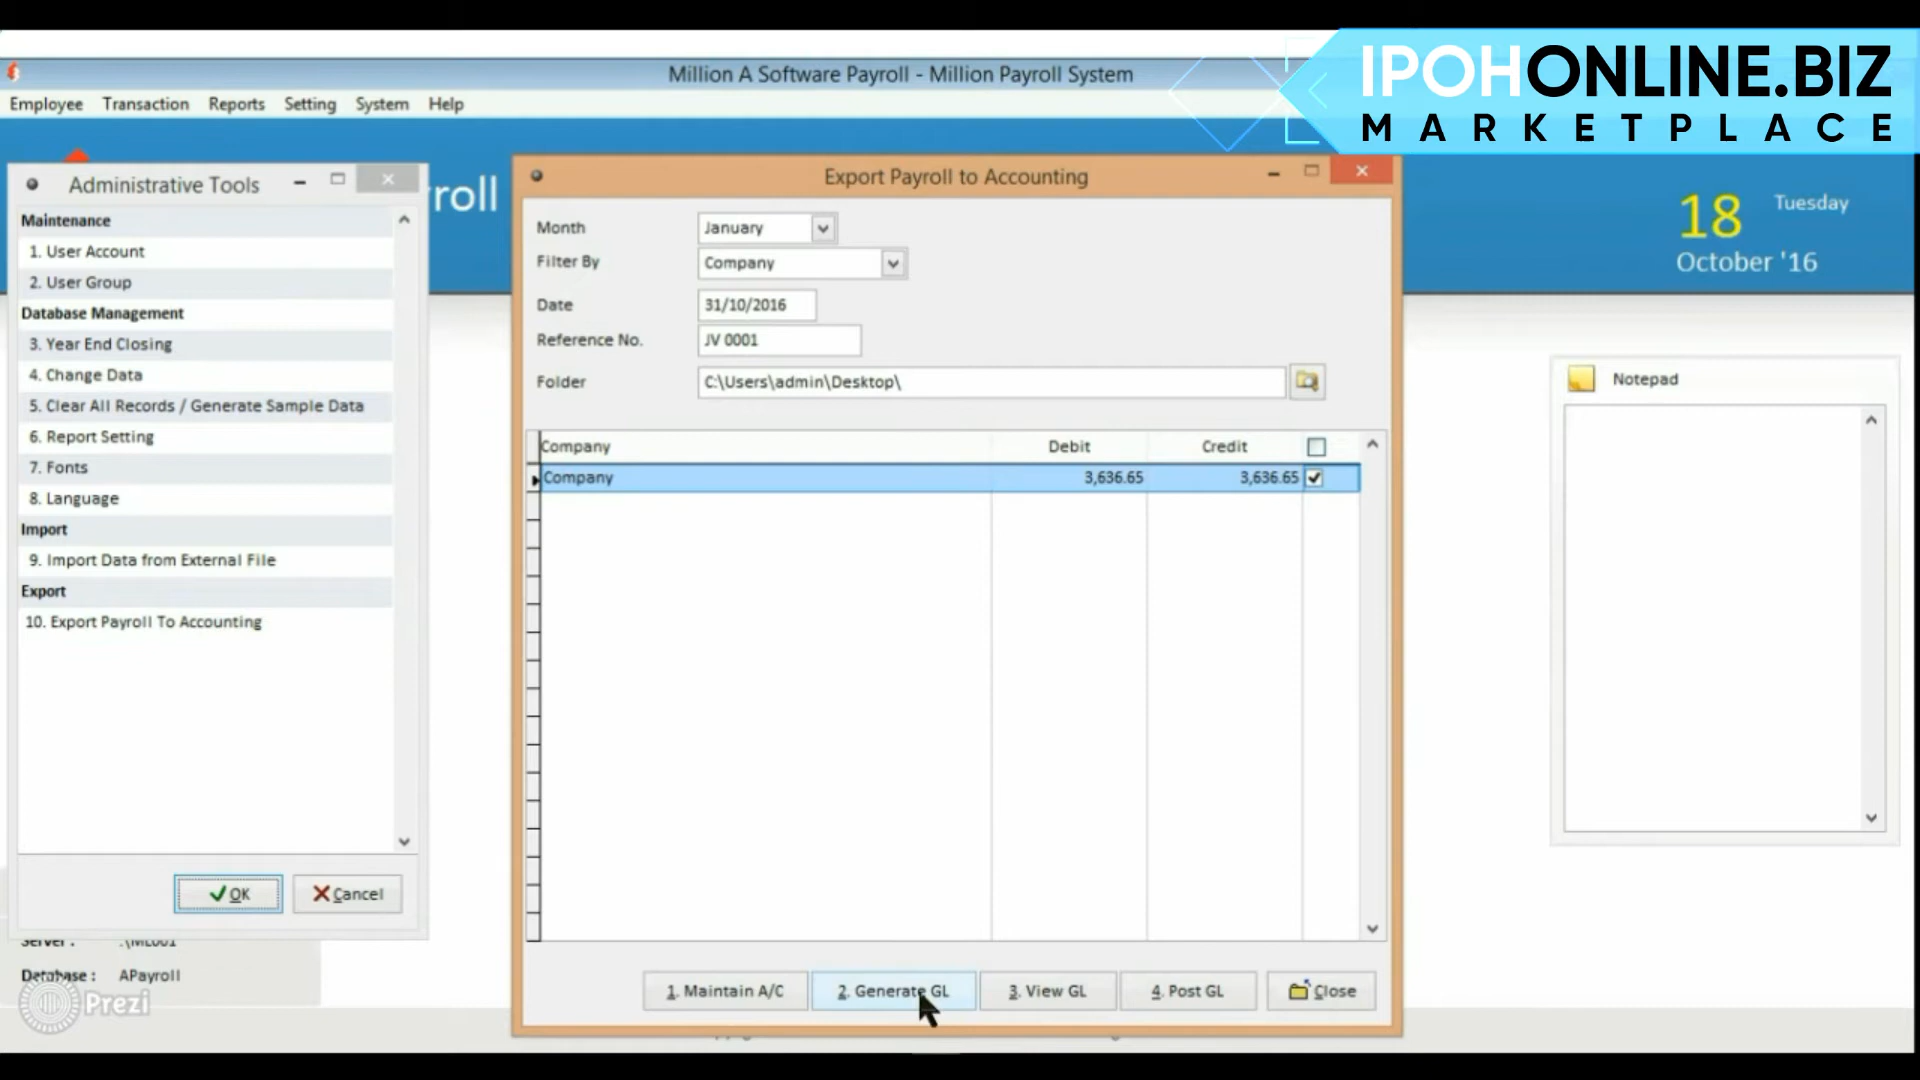 IPOHONLINE.BIZ
MARKETPLACE
Million A Software Payroll - Million Payroll System
Employee Transaction Reports Setting System Help
Administrative Tools
roll
Maintenance
1. User Account
2. User Group
Database Management
3. Year End Closing
4. Change Data
5. Clear All Records / Generate Sample Data
6. Report Setting
7. Fonts
8. Language
Import
9. Import Data from External File
Export
10. Export Payroll To Accounting
OK Cancel
Server : .\ML001
Database : APayroll
Prezi
Export Payroll to Accounting
Month January
Filter By Company
Date 31/10/2016
Reference No. JV 0001
Folder C:\Users\admin\Desktop\
Company Debit Credit
Company 3,636.65 3,636.65
1. Maintain A/C 2. Generate GL 3. View GL 4. Post GL Close
18 Tuesday
October '16
Notepad